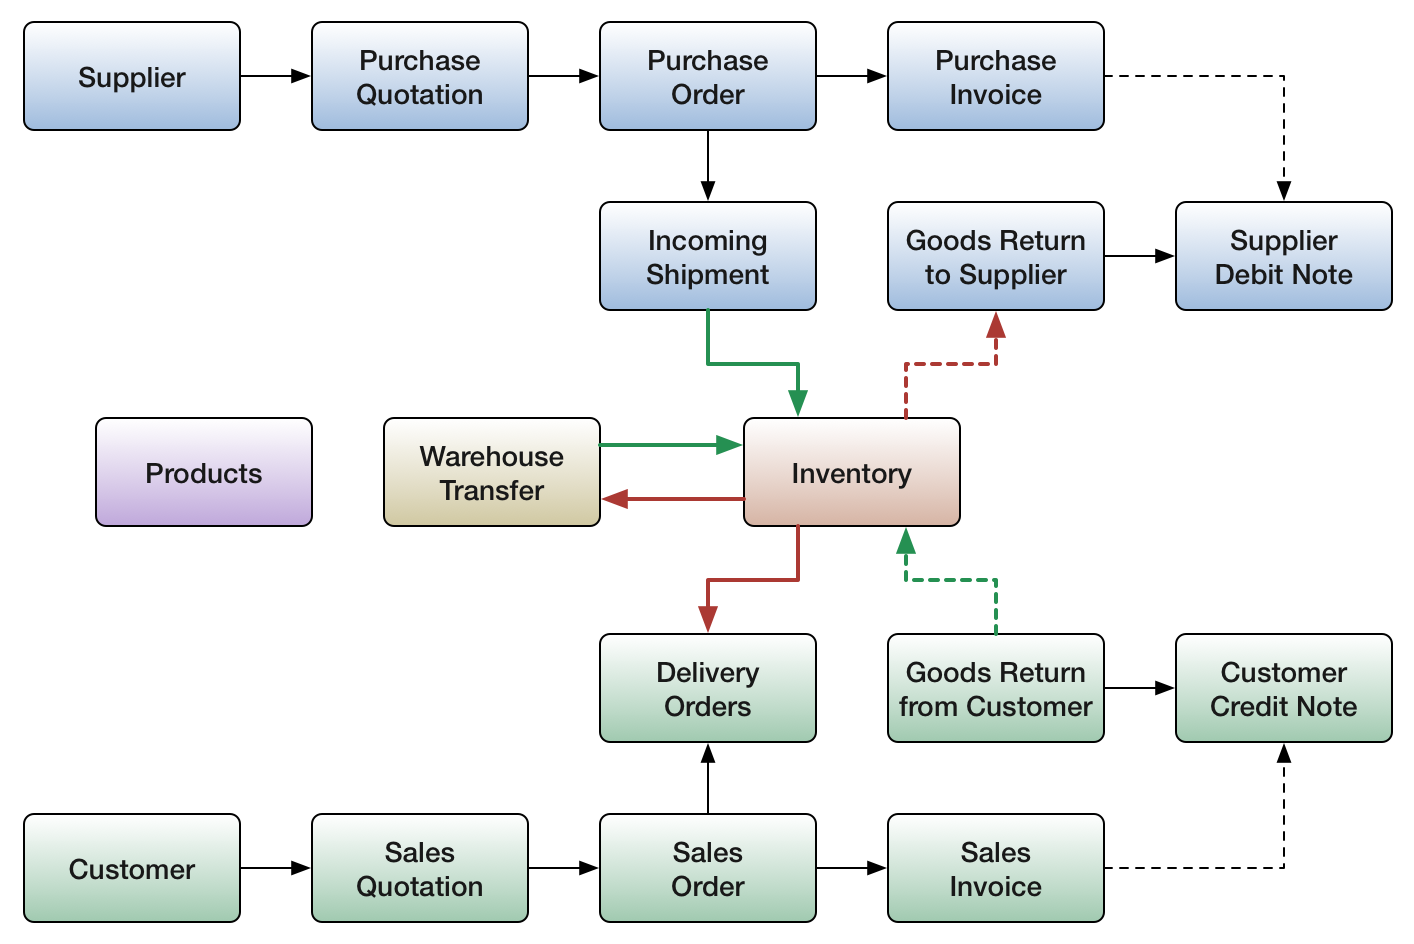 Supplier
Purchase
Quotation
Purchase
Order
Purchase
Invoice
Incoming
Shipment
Goods Return
to Supplier
Supplier
Debit Note
Products
Warehouse
Transfer
Inventory
Delivery
Orders
Goods Return
from Customer
Customer
Credit Note
Customer
Sales
Quotation
Sales
Order
Sales
Invoice